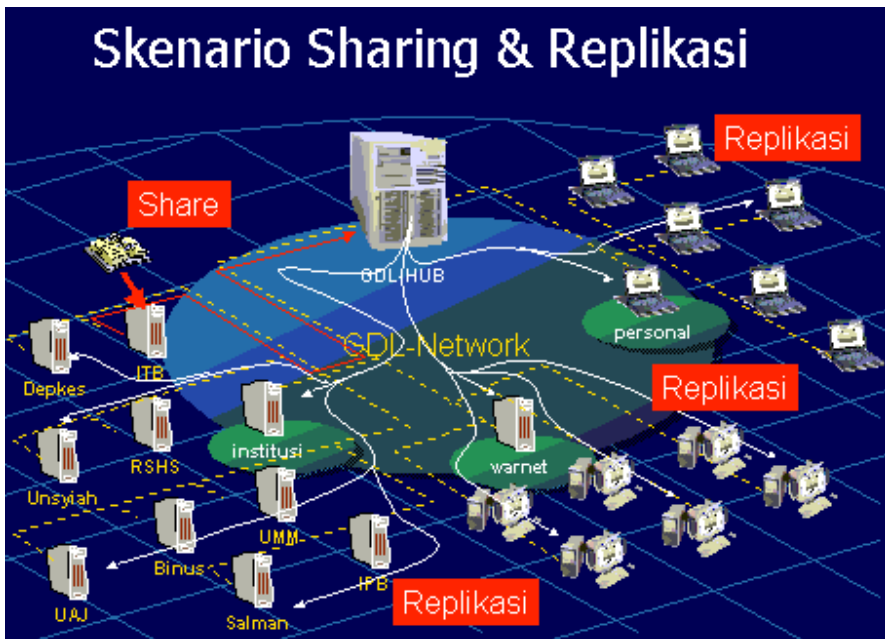 Skenario Sharing & Replikasi
Replikasi
Share
GDL-HUB
personal
GDL-Network
ITB
Depkes
Replikasi
institusi
warnet
RSHS
Unsyiah
UMM
Binus
IPB
UAJ
Salman
Replikasi